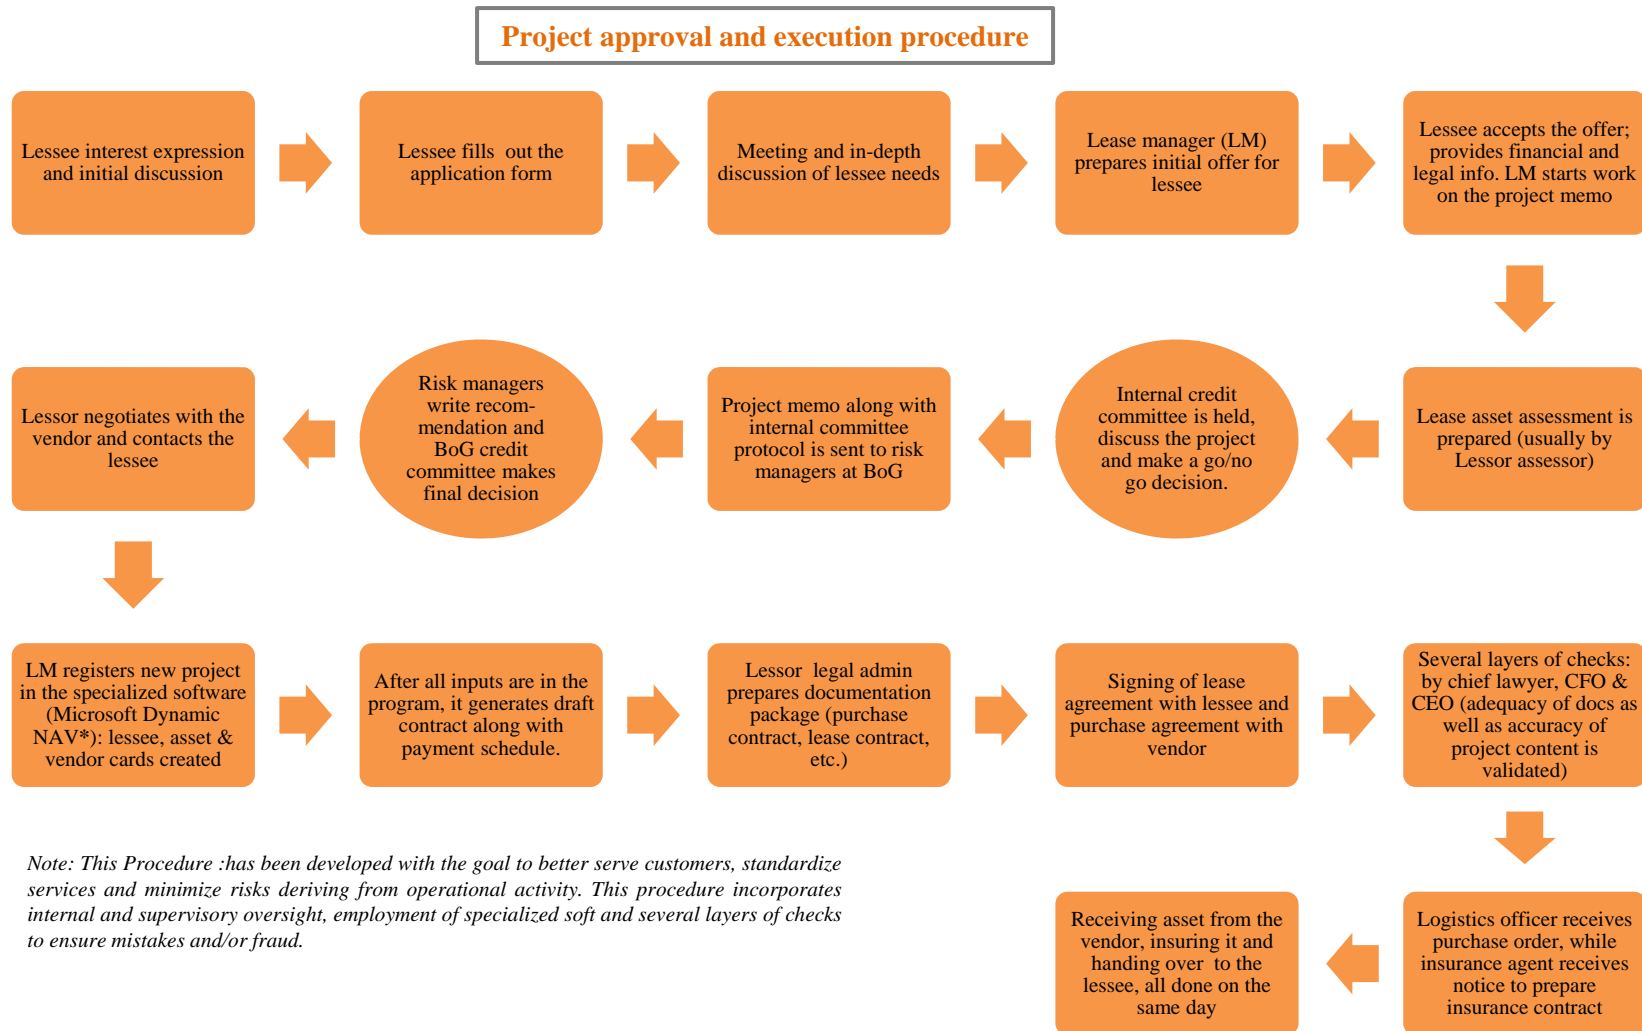 Project approval and execution procedure
Lessee interest expression
and initial discussion
Lessee fills out the
application form
Meeting and in-depth
discussion of lessee needs
Lease manager (LM)
prepares initial offer for
lessee
Lessee accepts the offer;
provides financial and
legal info. LM starts work
on the project memo
Lease asset assessment is
prepared (usually by
Lessor assessor)
Internal credit
committee is held,
discuss the project
and make a go/no
go decision.
Project memo along with
internal committee
protocol is sent to risk
managers at BoG
Risk managers
write recom-
mendation and
BoG credit
committee makes
final decision
Lessor negotiates with the
vendor and contacts the
lessee
LM registers new project
in the specialized software
(Microsoft Dynamic
NAV*): lessee, asset &
vendor cards created
After all inputs are in the
program, it generates draft
contract along with
payment schedule.
Lessor legal admin
prepares documentation
package (purchase
contract, lease contract,
etc.)
Signing of lease
agreement with lessee and
purchase agreement with
vendor
Several layers of checks:
by chief lawyer, CFO &
CEO (adequacy of docs as
well as accuracy of
project content is
validated)
Logistics officer receives
purchase order, while
insurance agent receives
notice to prepare
insurance contract
Receiving asset from the
vendor, insuring it and
handing over to the
lessee, all done on the
same day
Note: This Procedure :has been developed with the goal to better serve customers, standardize
services and minimize risks deriving from operational activity. This procedure incorporates
internal and supervisory oversight, employment of specialized soft and several layers of checks
to ensure mistakes and/or fraud.